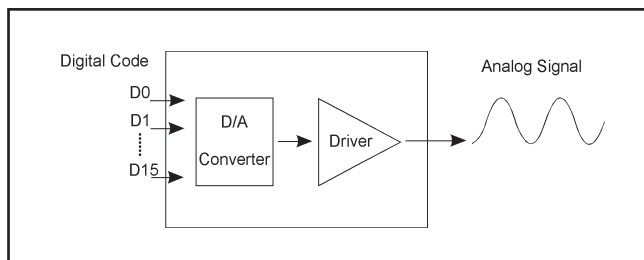 Digital Code
Analog Signal
D0
D1
D15
D/A
Converter
Driver